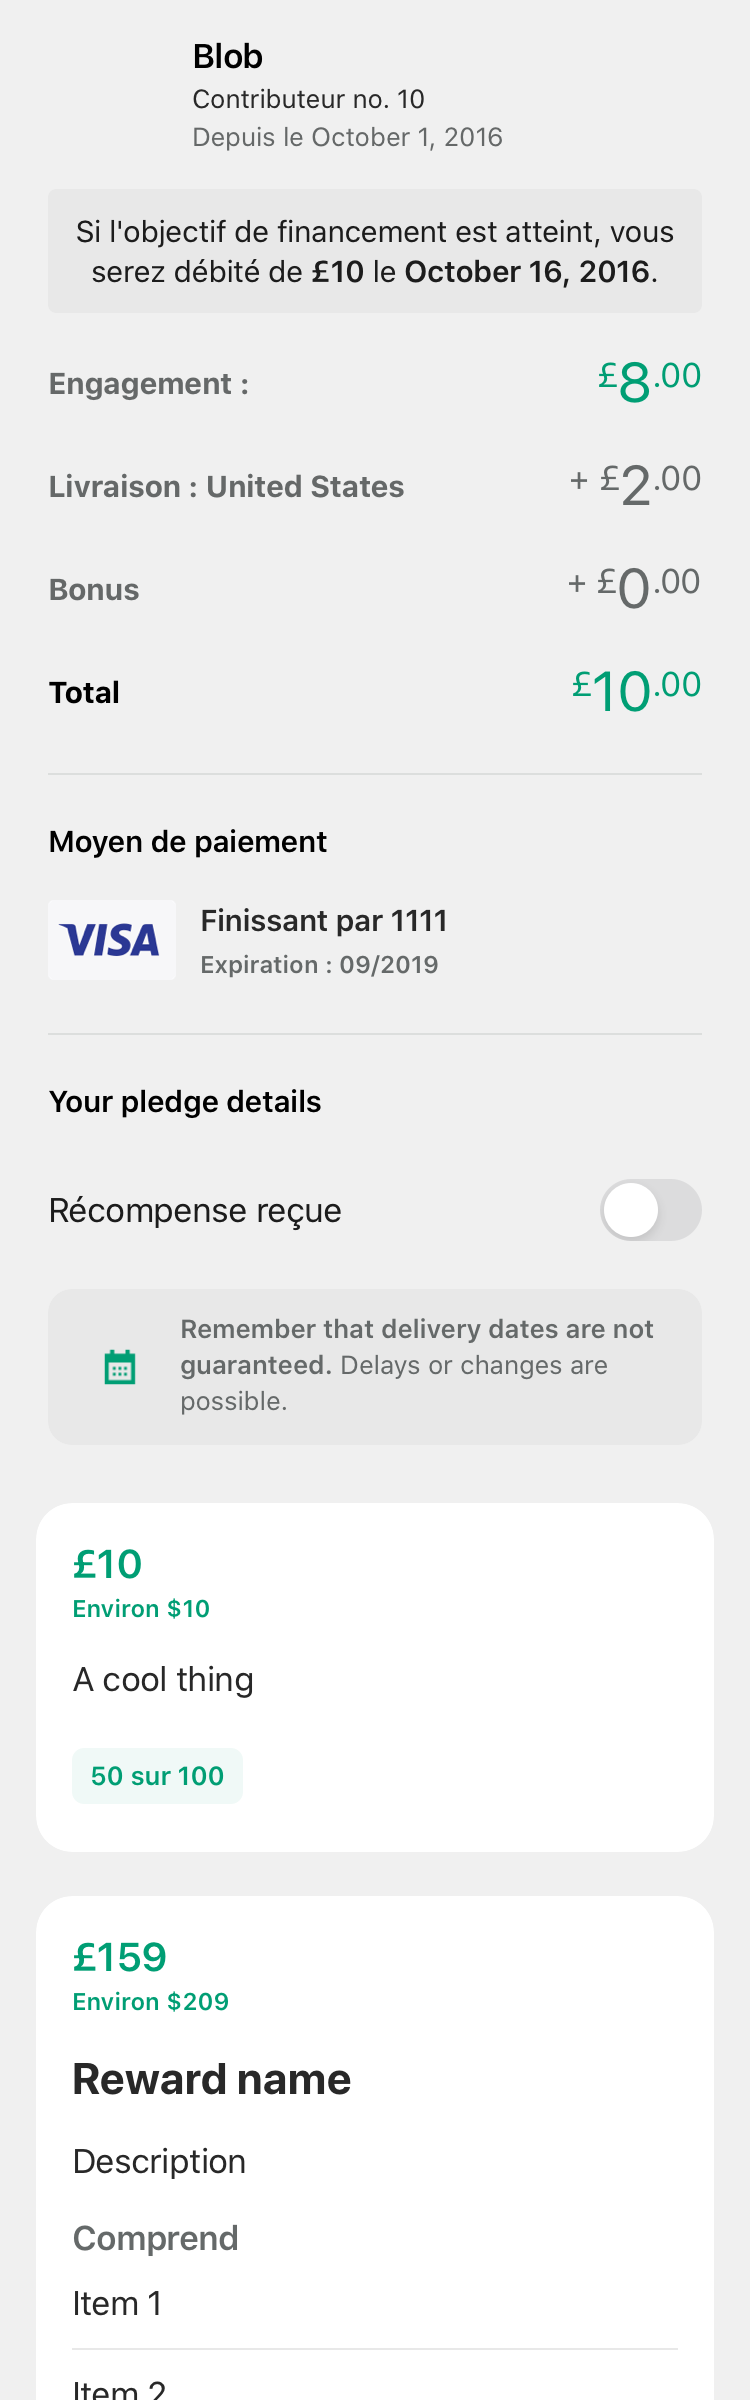 Blob
Contributeur no. 10
Depuis le October 1, 2016
Si l'objectif de financement est atteint, vous
serez débité de £10 le October 16, 2016.
Engagement :
£8.00
Livraison : United States
+ £2.00
Bonus
+ £0.00
Total
£10.00
Moyen de paiement
VISA
Finissant par 1111
Expiration : 09/2019
Your pledge details
Récompense reçue
Remember that delivery dates are not
guaranteed. Delays or changes are
possible.
£10
Environ $10
A cool thing
50 sur 100
£159
Environ $209
Reward name
Description
Comprend
Item 1
Item 2